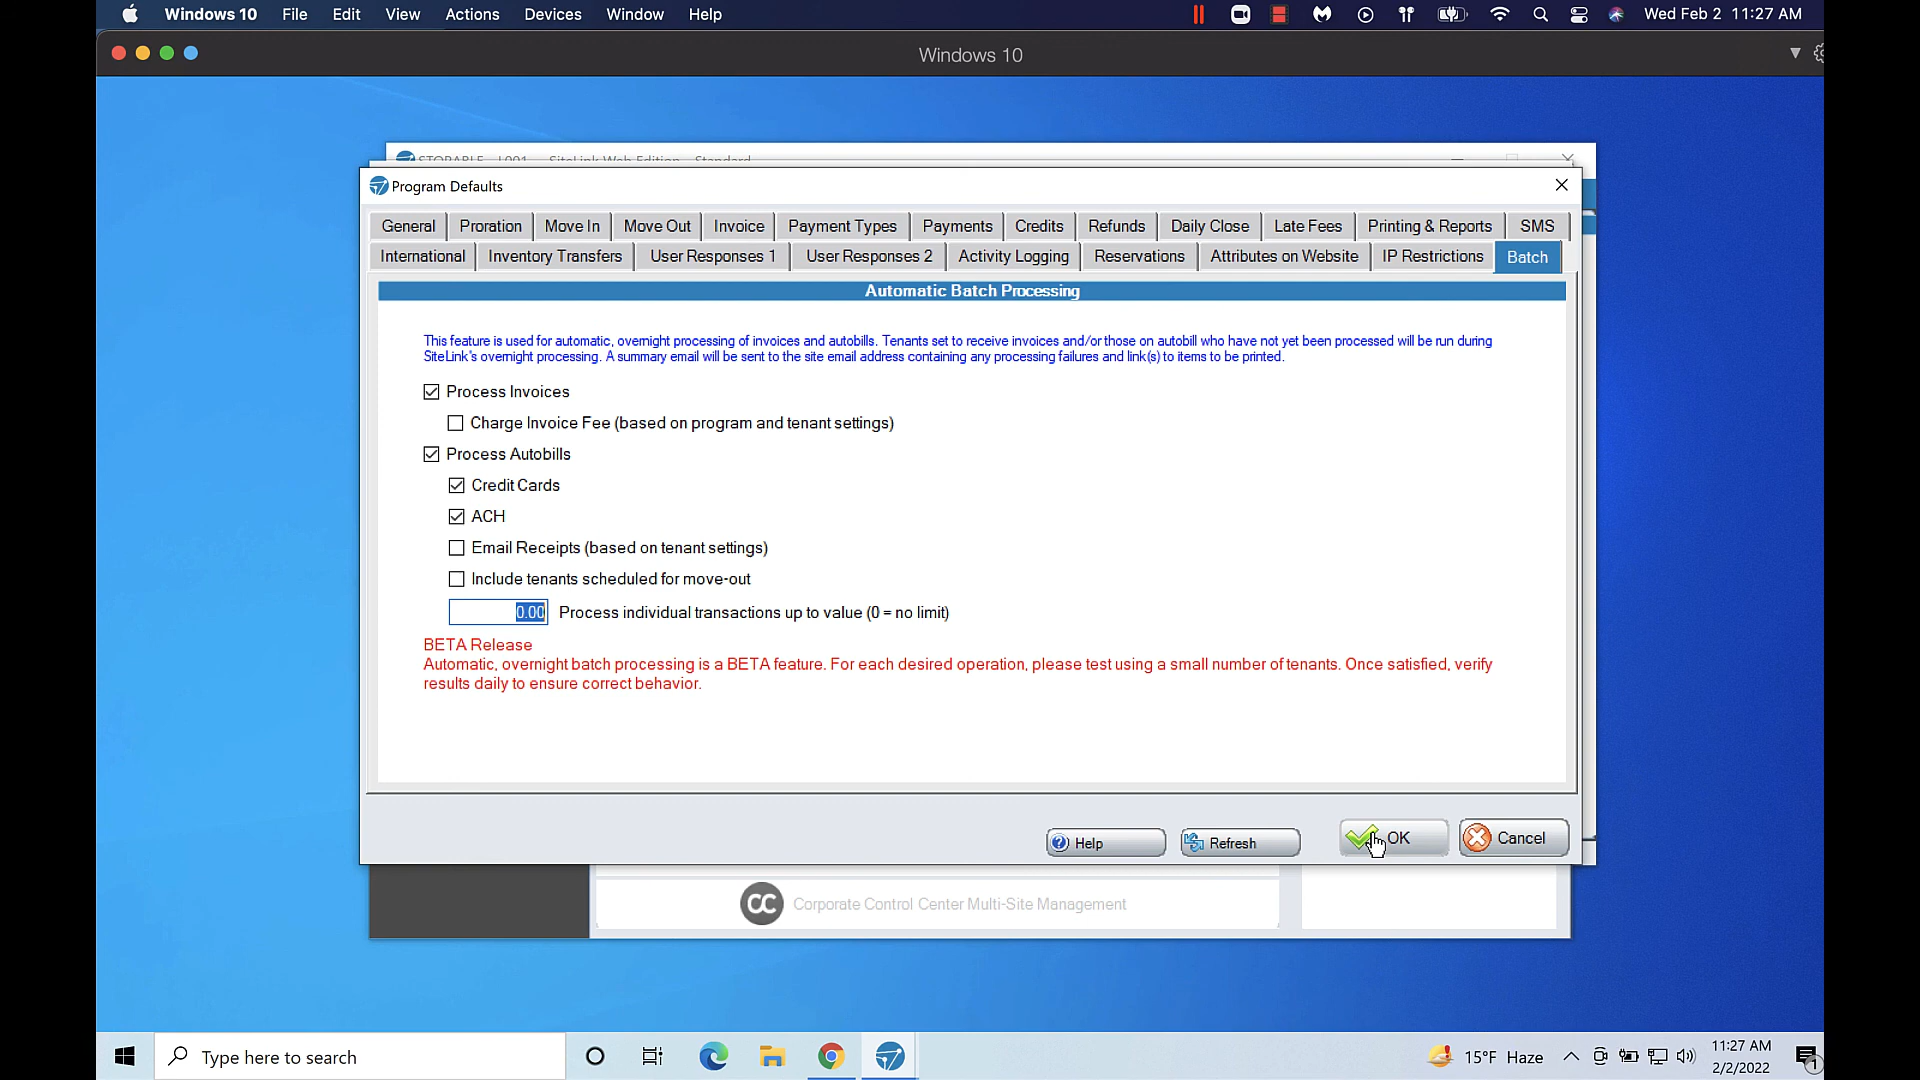 Windows 10 File Edit View Actions Devices Window Help Wed Feb 2 11:27 AM
Windows 10
STORABLE - L001 - SiteLink Web Edition - Standard
Program Defaults
General Proration Move In Move Out Invoice Payment Types Payments Credits Refunds Daily Close Late Fees Printing & Reports SMS
International Inventory Transfers User Responses 1 User Responses 2 Activity Logging Reservations Attributes on Website IP Restrictions Batch
Automatic Batch Processing
This feature is used for automatic, overnight processing of invoices and autobills. Tenants set to receive invoices and/or those on autobill who have not yet been processed will be run during
SiteLink's overnight processing. A summary email will be sent to the site email address containing any processing failures and link(s) to items to be printed.
Process Invoices
Charge Invoice Fee (based on program and tenant settings)
Process Autobills
Credit Cards
ACH
Email Receipts (based on tenant settings)
Include tenants scheduled for move-out
0.00 Process individual transactions up to value (0 = no limit)
BETA Release
Automatic, overnight batch processing is a BETA feature. For each desired operation, please test using a small number of tenants. Once satisfied, verify
results daily to ensure correct behavior.
Help Refresh OK Cancel
CC Corporate Control Center Multi-Site Management
Type here to search 15°F Haze 11:27 AM
2/2/2022 1